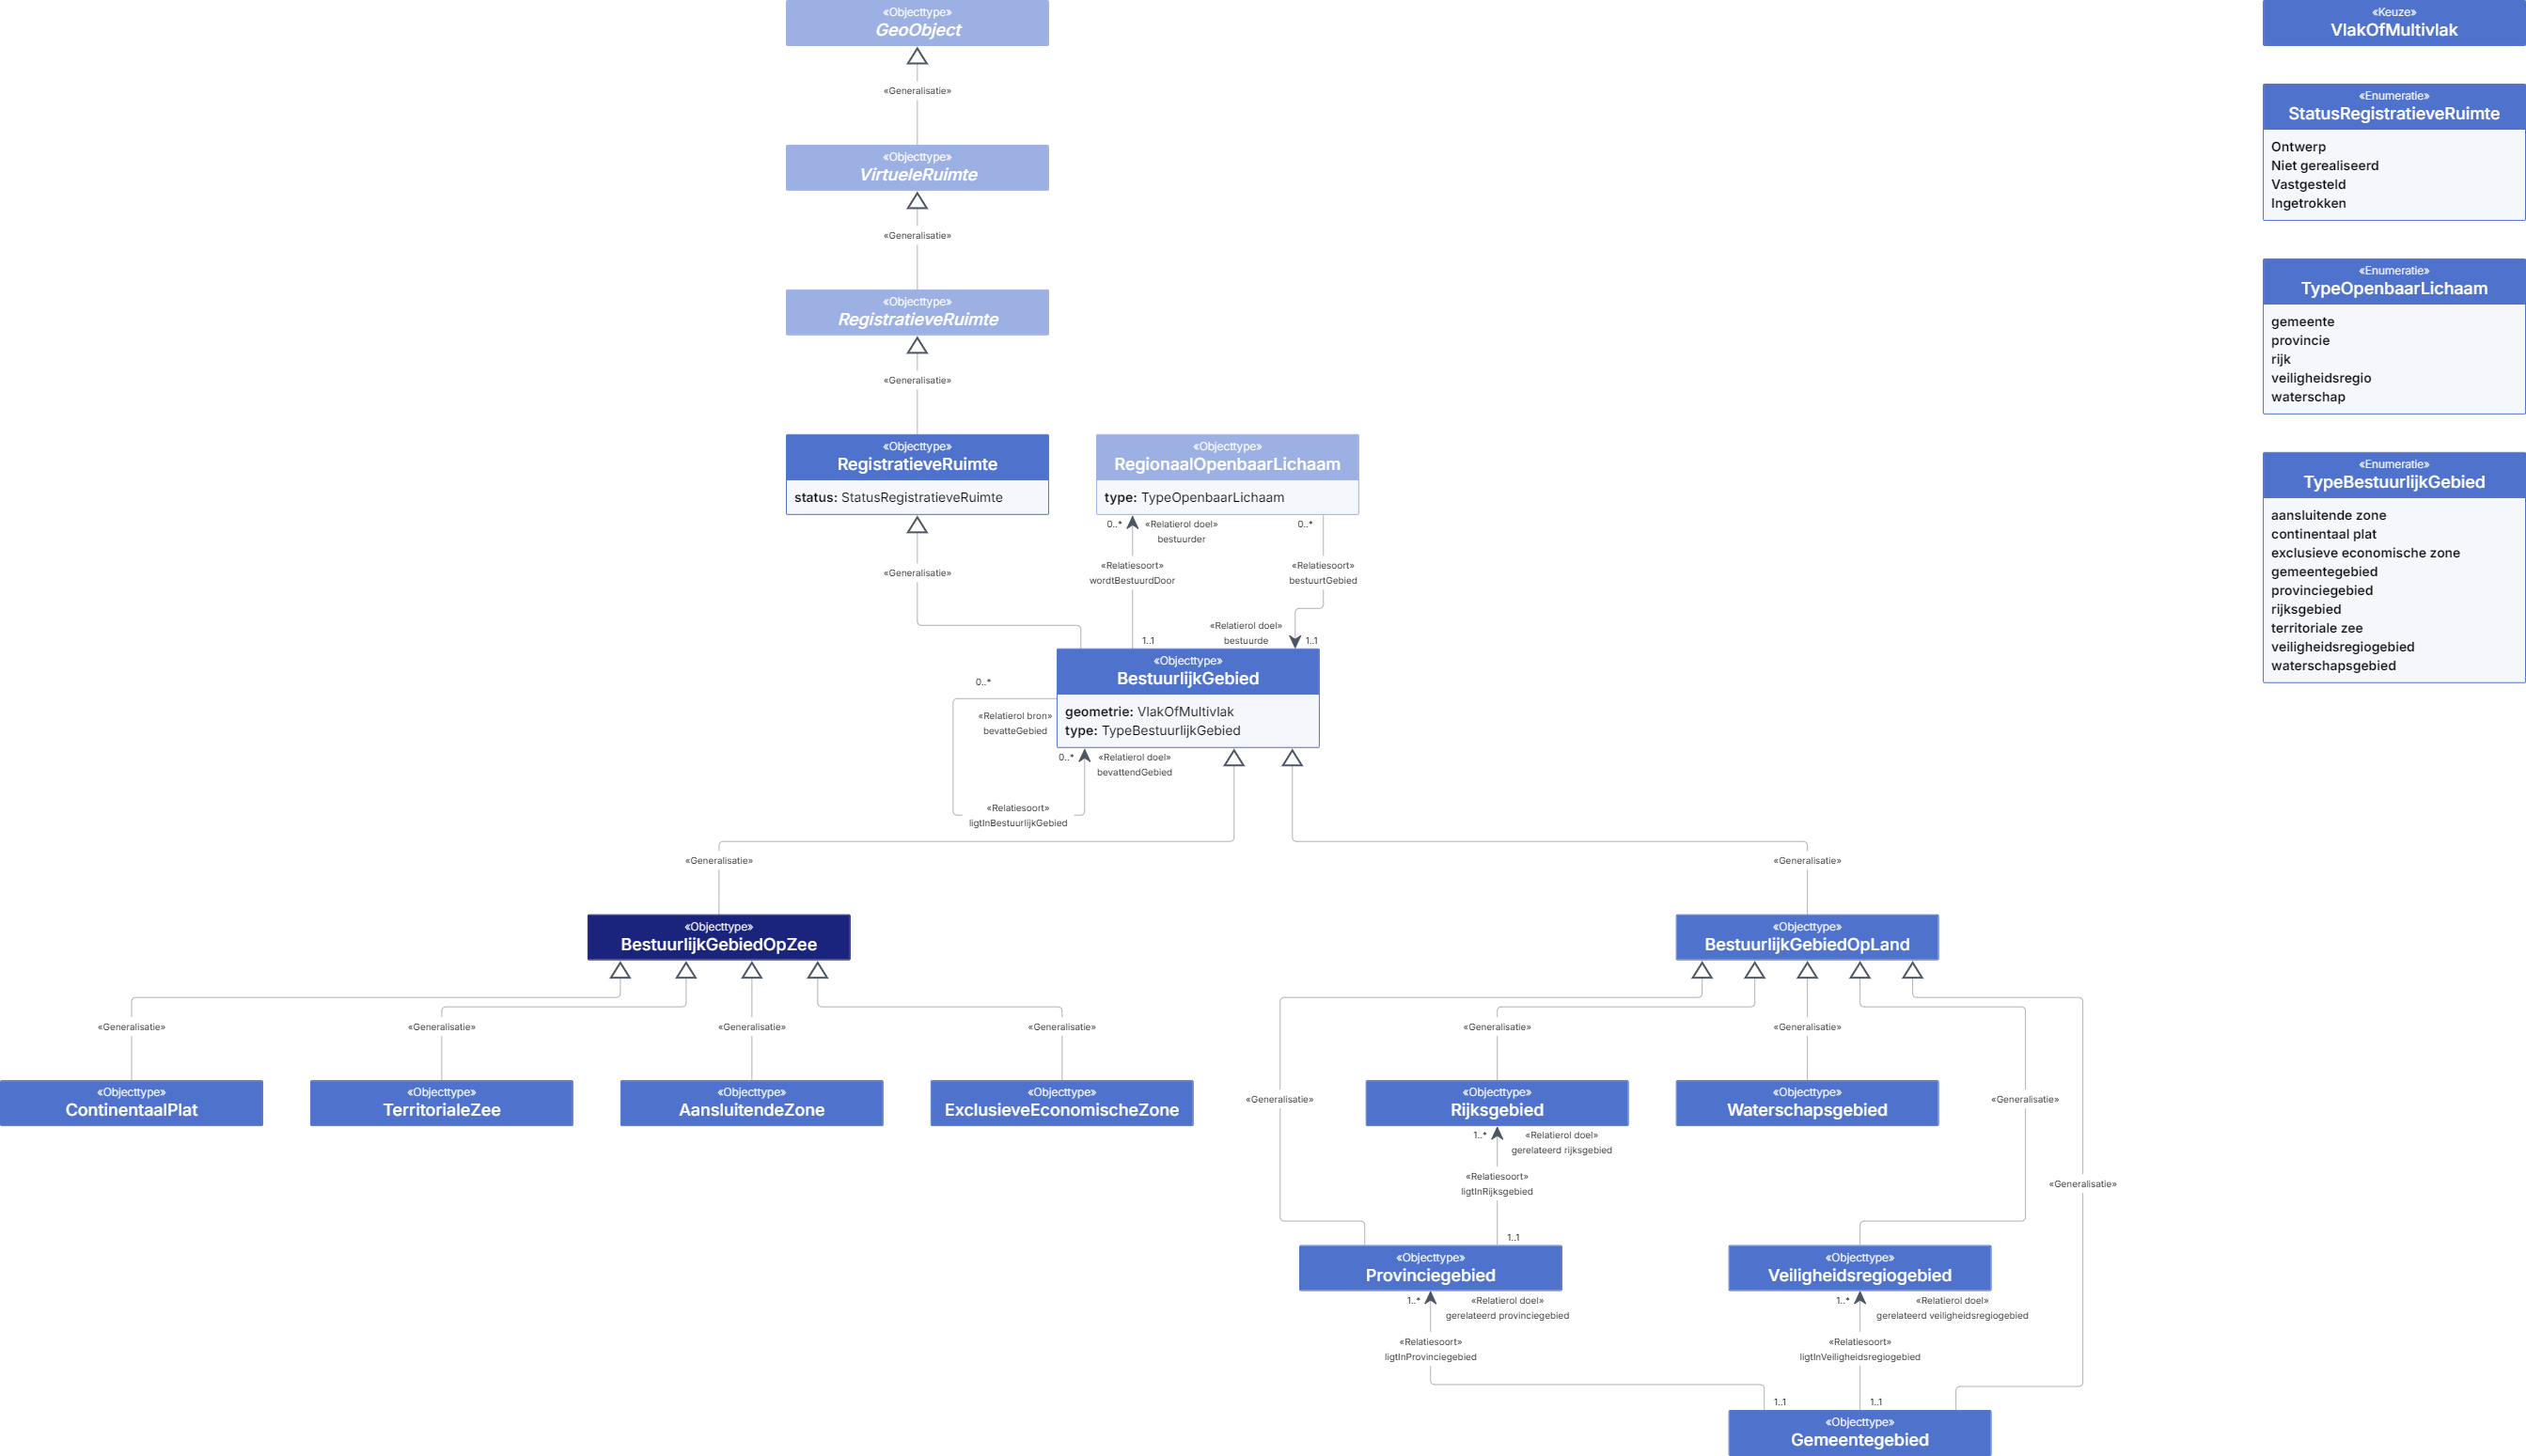 «Objecttype»
GeoObject
«Generalisatie»
«Objecttype»
VirtueleRuimte
«Generalisatie»
«Objecttype»
RegistratieveRuimte
«Generalisatie»
«Objecttype»
RegistratieveRuimte
status: StatusRegistratieveRuimte
«Objecttype»
RegionaalOpenbaarLichaam
type: TypeOpenbaarLichaam
«Generalisatie»
0..*
«Relatierol doel»
bestuurder
«Relatiesoort»
wordtBestuurdDoor
1..1
0..*
«Relatiesoort»
bestuurtGebied
«Relatierol doel»
bestuurde
1..1
«Objecttype»
BestuurlijkGebied
geometrie: VlakOfMultivlak
type: TypeBestuurlijkGebied
0..*
«Relatierol bron»
bevatteGebied
0..*
«Relatierol doel»
bevattendGebied
«Relatiesoort»
ligtInBestuurlijkGebied
«Generalisatie»
«Generalisatie»
«Objecttype»
BestuurlijkGebiedOpZee
«Objecttype»
BestuurlijkGebiedOpLand
«Generalisatie»
«Generalisatie»
«Generalisatie»
«Generalisatie»
«Objecttype»
ContinentaalPlat
«Objecttype»
TerritorialeZee
«Objecttype»
AansluitendeZone
«Objecttype»
ExclusieveEconomischeZone
«Generalisatie»
«Generalisatie»
«Generalisatie»
«Generalisatie»
«Generalisatie»
«Objecttype»
Rijksgebied
«Objecttype»
Waterschapsgebied
1..*
«Relatierol doel»
gerelateerd rijksgebied
«Relatiesoort»
ligtInRijksgebied
1..1
«Objecttype»
Provinciegebied
«Objecttype»
Veiligheidsregiogebied
1..*
«Relatierol doel»
gerelateerd provinciegebied
«Relatiesoort»
ligtInProvinciegebied
1..1
1..*
«Relatierol doel»
gerelateerd veiligheidsregiogebied
«Relatiesoort»
ligtInVeiligheidsregiogebied
1..1
«Objecttype»
Gemeentegebied
«Keuze»
VlakOfMultivlak
«Enumeratie»
StatusRegistratieveRuimte
Ontwerp
Niet gerealiseerd
Vastgesteld
Ingetrokken
«Enumeratie»
TypeOpenbaarLichaam
gemeente
provincie
rijk
veiligheidsregio
waterschap
«Enumeratie»
TypeBestuurlijkGebied
aansluitende zone
continentaal plat
exclusieve economische zone
gemeentegebied
provinciegebied
rijksgebied
territoriale zee
veiligheidsregiogebied
waterschapsgebied